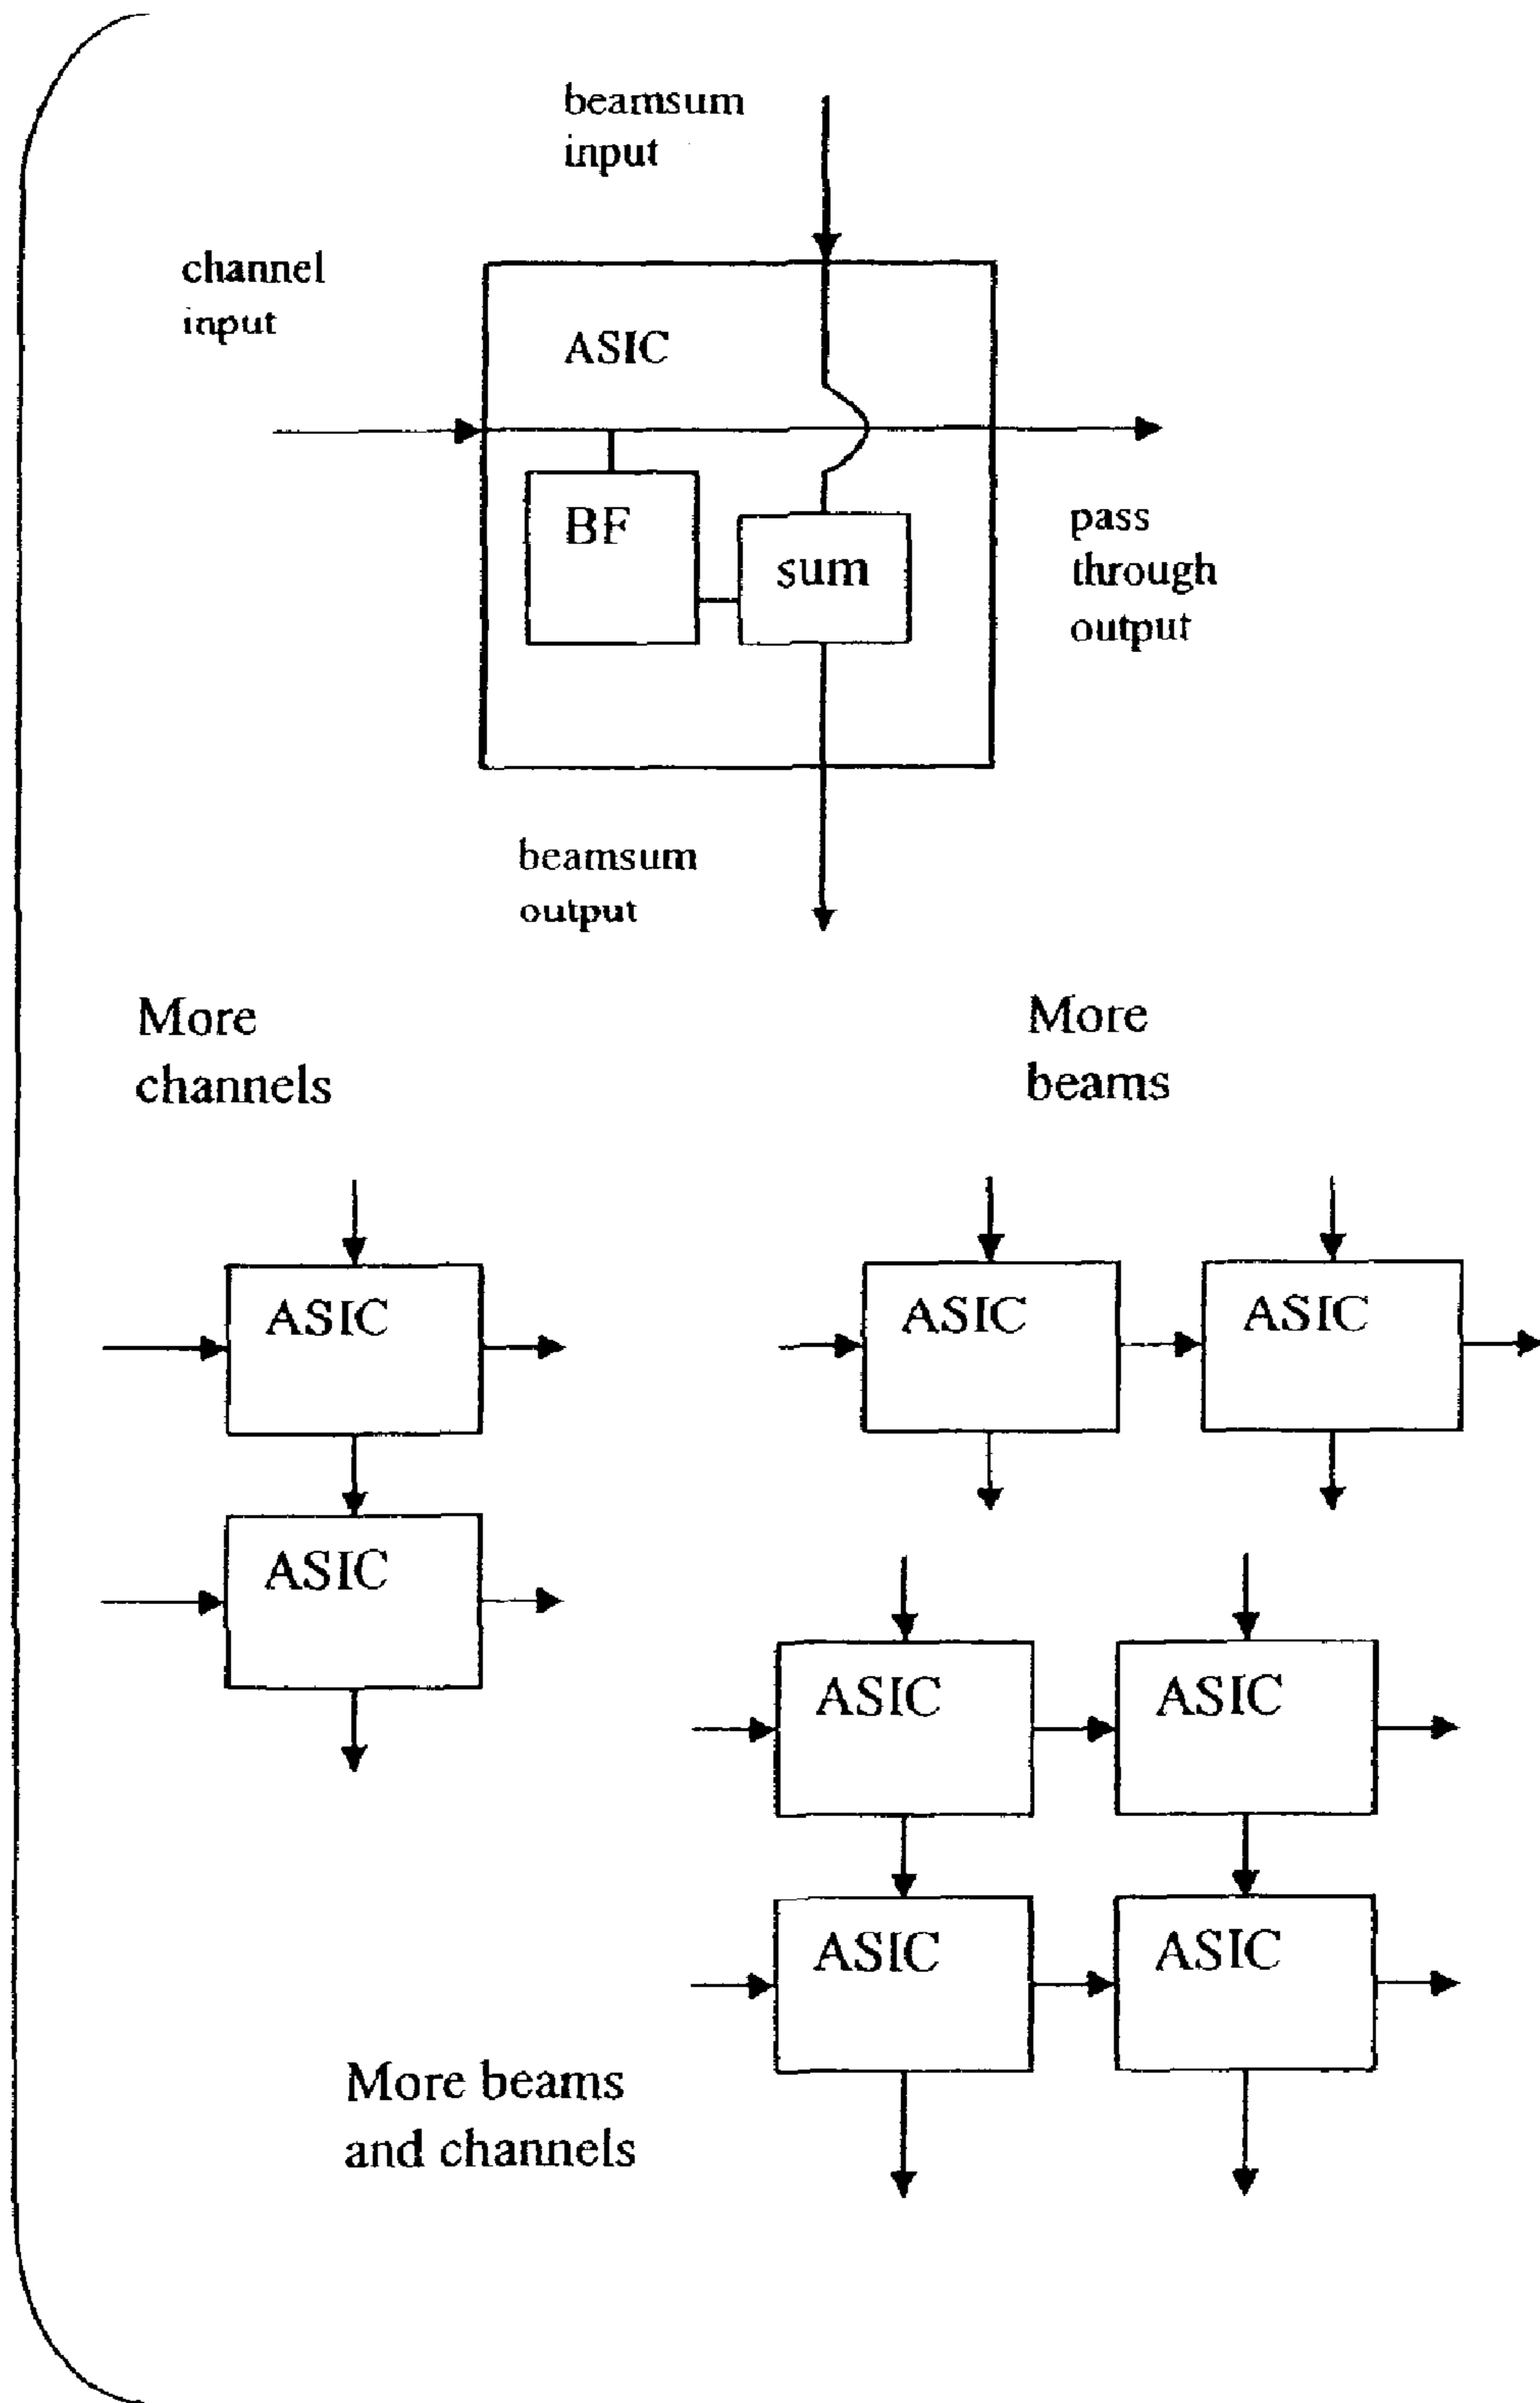 beamsum
input
channel
input
ASIC
BF
sum
pass
through
output
beamsum
output
More
channels
More
beams
ASIC
ASIC
ASIC
ASIC
ASIC
ASIC
ASIC
ASIC
More beams
and channels